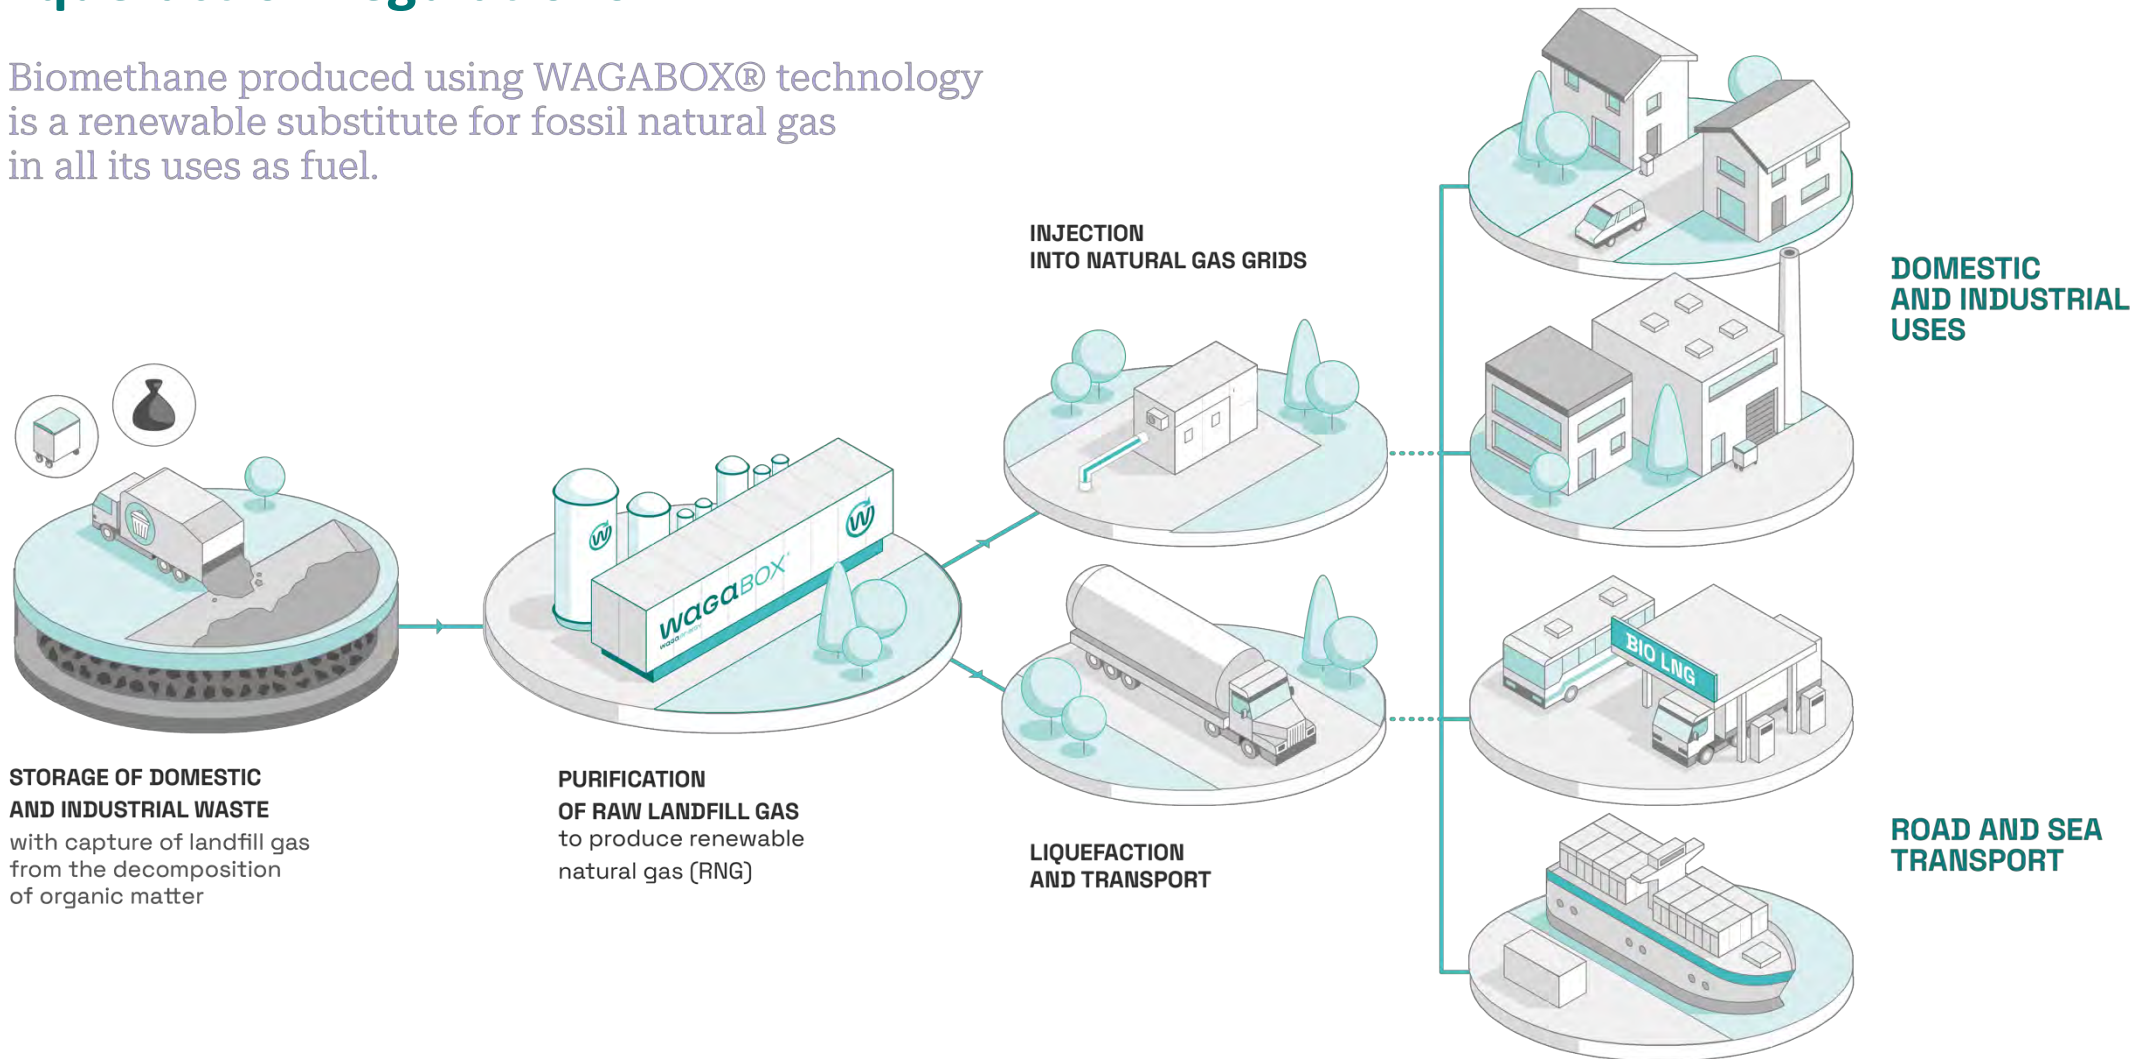 Biomethane produced using WAGABOX® technology
is a renewable substitute for fossil natural gas
in all its uses as fuel.
INJECTION
INTO NATURAL GAS GRIDS
DOMESTIC
AND INDUSTRIAL
USES
W
W
wagaBOX®
BIO LNG
STORAGE OF DOMESTIC
AND INDUSTRIAL WASTE
with capture of landfill gas
from the decomposition
of organic matter
PURIFICATION
OF RAW LANDFILL GAS
to produce renewable
natural gas (RNG)
LIQUEFACTION
AND TRANSPORT
ROAD AND SEA
TRANSPORT